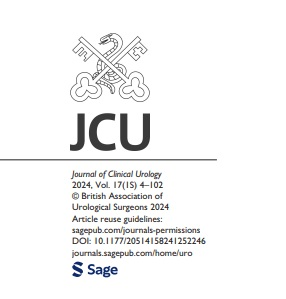 JCU
Journal of Clinical Urology
2024, Vol. 17(1S) 4–102
© British Association of
Urological Surgeons 2024
Article reuse guidelines:
sagepub.com/journals-permissions
DOI: 10.1177/20514158241252246
journals.sagepub.com/home/uro
Sage